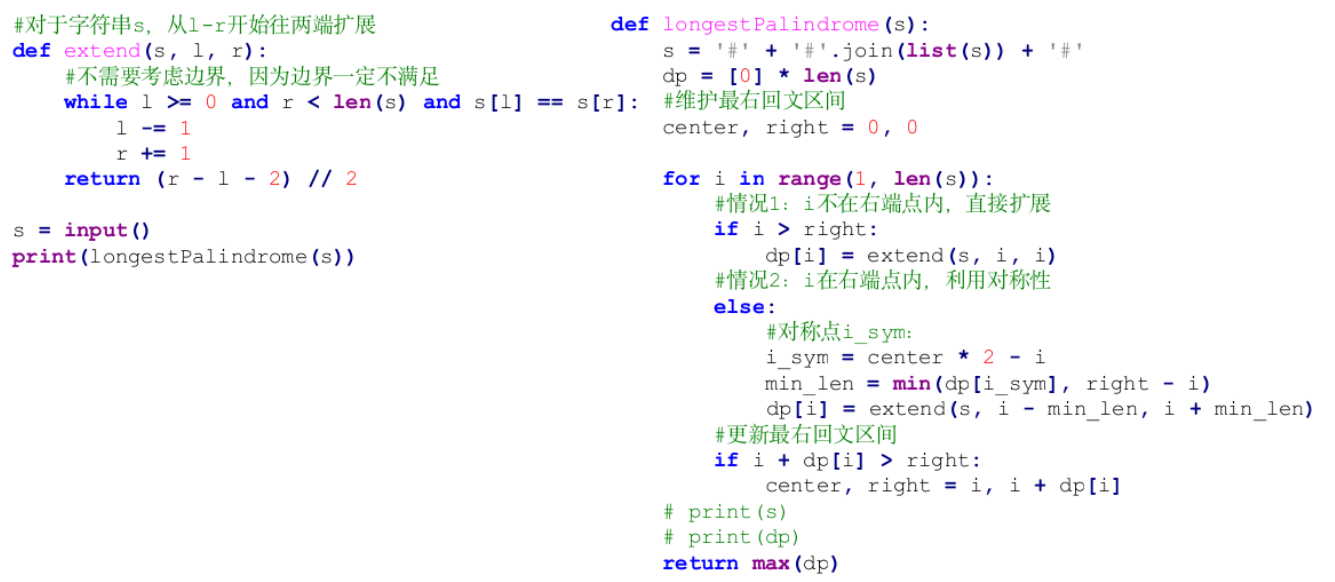 #对于字符串s, 从l-r开始往两端扩展
def extend(s, l, r):
    #不需要考虑边界, 因为边界一定不满足
    while l >= 0 and r < len(s) and s[l] == s[r]:
        l -= 1
        r += 1
    return (r - l - 2) // 2

s = input()
print(longestPalindrome(s))

def longestPalindrome(s):
    s = '#' + '#'.join(list(s)) + '#'
    dp = [0] * len(s)
    #维护最右回文区间
    center, right = 0, 0

    for i in range(1, len(s)):
        #情况1: i不在右端点内, 直接扩展
        if i > right:
            dp[i] = extend(s, i, i)
        #情况2: i在右端点内, 利用对称性
        else:
            #对称点i_sym:
            i_sym = center * 2 - i
            min_len = min(dp[i_sym], right - i)
            dp[i] = extend(s, i - min_len, i + min_len)
        #更新最右回文区间
        if i + dp[i] > right:
            center, right = i, i + dp[i]
    # print(s)
    # print(dp)
    return max(dp)